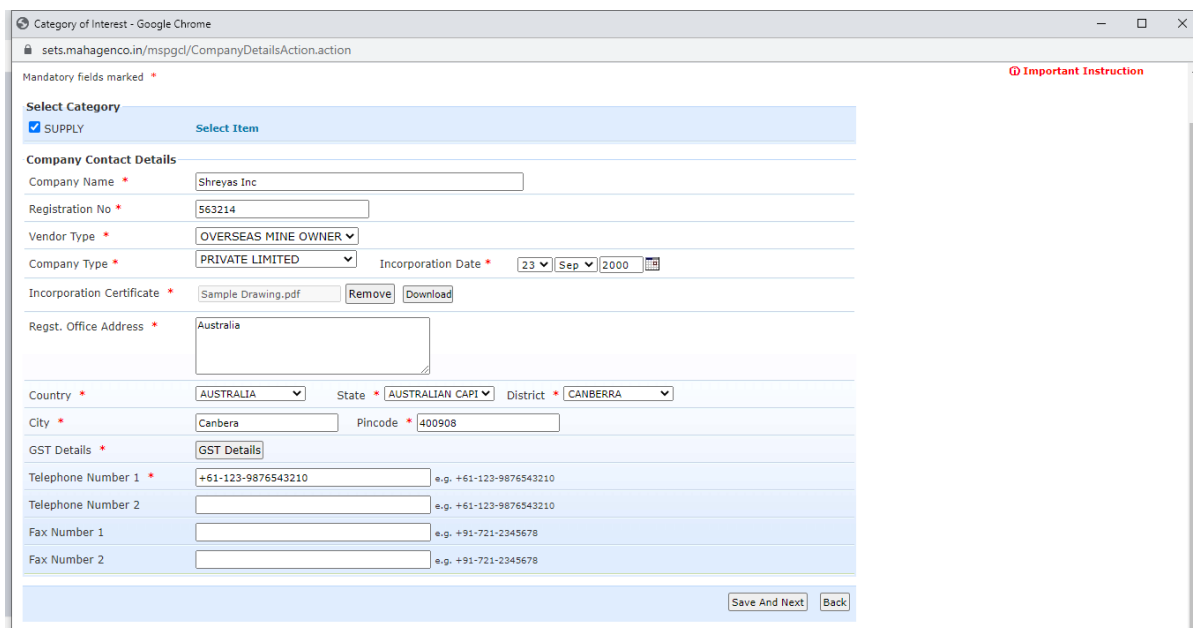 Category of Interest - Google Chrome
sets.mahagenco.in/mspgcl/CompanyDetailsAction.action
Mandatory fields marked *
Important Instruction
Select Category
SUPPLY Select Item
Company Contact Details
Company Name * Shreyas Inc
Registration No * 563214
Vendor Type * OVERSEAS MINE OWNER
Company Type * PRIVATE LIMITED Incorporation Date * 23 Sep 2000
Incorporation Certificate * Sample Drawing.pdf Remove Download
Regst. Office Address * Australia
Country * AUSTRALIA State * AUSTRALIAN CAPI District * CANBERRA
City * Canbera Pincode * 400908
GST Details * GST Details
Telephone Number 1 * +61-123-9876543210 e.g. +61-123-9876543210
Telephone Number 2 e.g. +61-123-9876543210
Fax Number 1 e.g. +91-721-2345678
Fax Number 2 e.g. +91-721-2345678
Save And Next Back